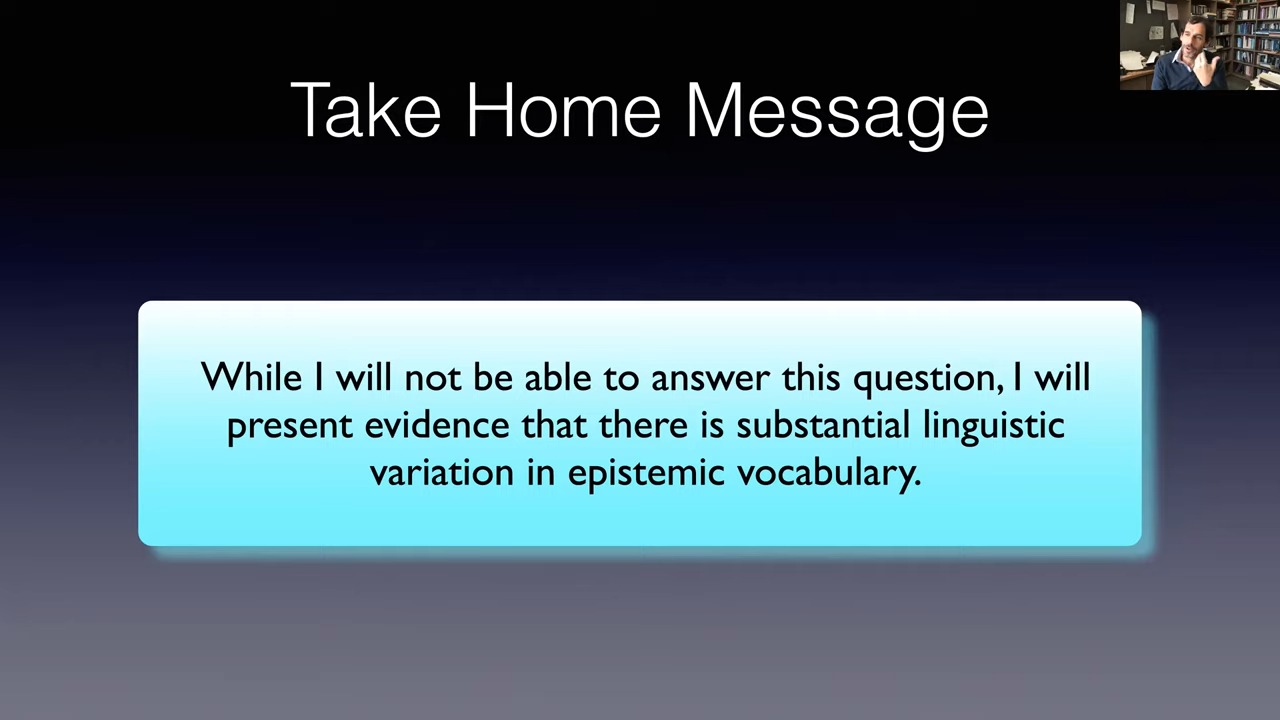 Take Home Message
While I will not be able to answer this question, I will
present evidence that there is substantial linguistic
variation in epistemic vocabulary.